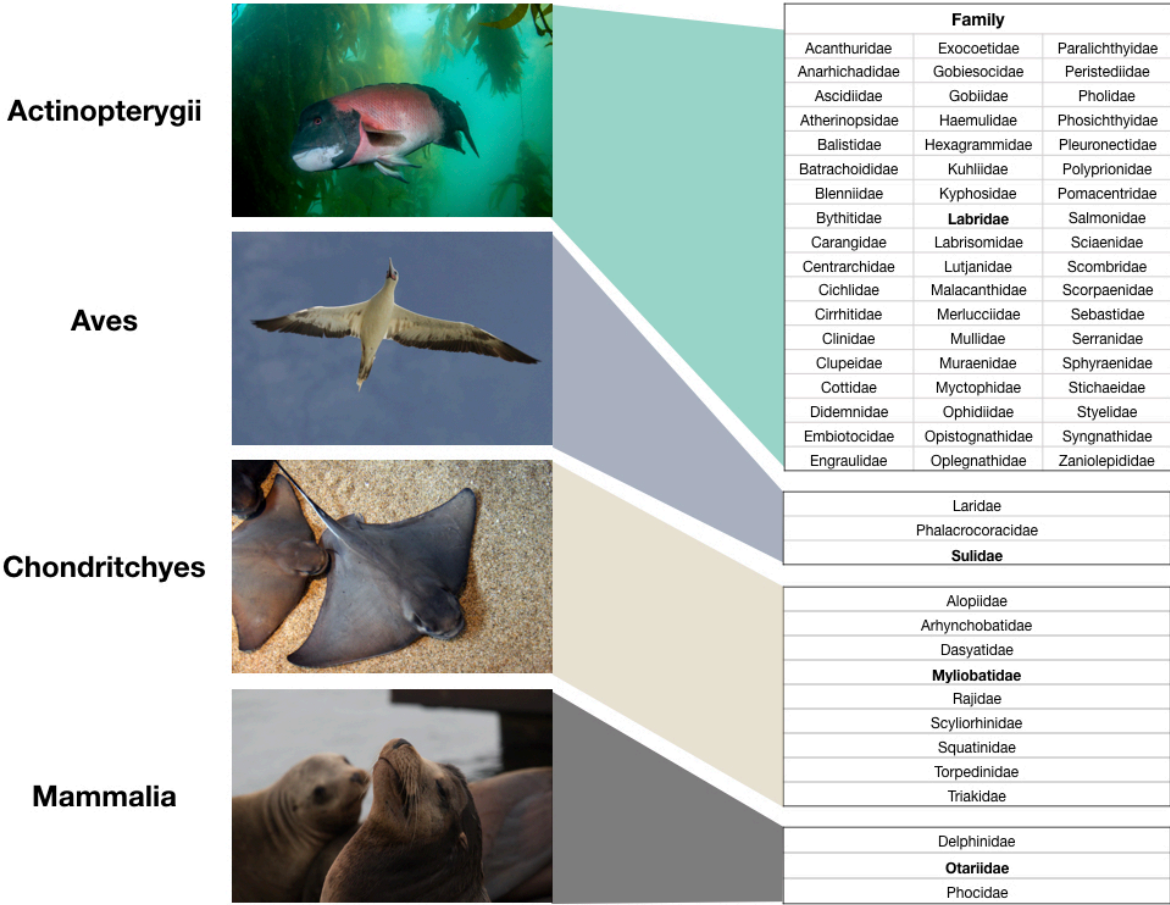 Family
Acanthuridae Exocoetidae Paralichthyidae
Anarhichadidae Gobiesocidae Peristediidae
Actinopterygii
Ascidiidae Gobiidae Pholidae
Atherinopsidae Haemulidae Phosichthyidae
Balistidae Hexagrammidae Pleuronectidae
Batrachoididae Kuhliidae Polyprionidae
Blenniidae Kyphosidae Pomacentridae
Bythitidae Labridae Salmonidae
Carangidae Labrisomidae Sciaenidae
Centrarchidae Lutjanidae Scombridae
Cichlidae Malacanthidae Scorpaenidae
Cirrhitidae Merlucciidae Sebastidae
Aves
Clinidae Mullidae Serranidae
Clupeidae Muraenidae Sphyraenidae
Cottidae Myctophidae Stichaeidae
Didemnidae Ophidiidae Styelidae
Embiotocidae Opistognathidae Syngnathidae
Engraulidae Oplegnathidae Zaniolepididae
Laridae
Phalacrocoracidae
Sulidae
Chondritchyes
Alopiidae
Arhynchobatidae
Dasyatidae
Myliobatidae
Rajidae
Scyliorhinidae
Squatinidae
Torpedinidae
Triakidae
Mammalia
Delphinidae
Otariidae
Phocidae